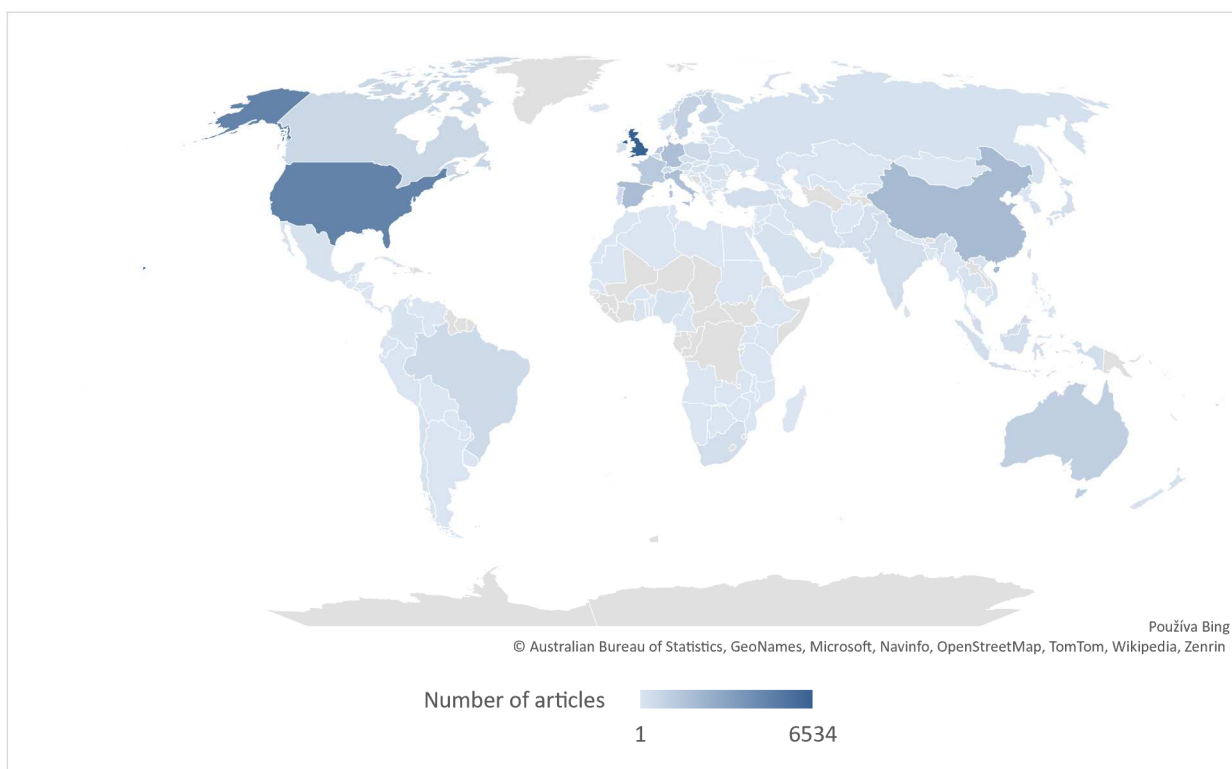 Používa Bing
© Australian Bureau of Statistics, GeoNames, Microsoft, Navinfo, OpenStreetMap, TomTom, Wikipedia, Zenrin
Number of articles
1 6534